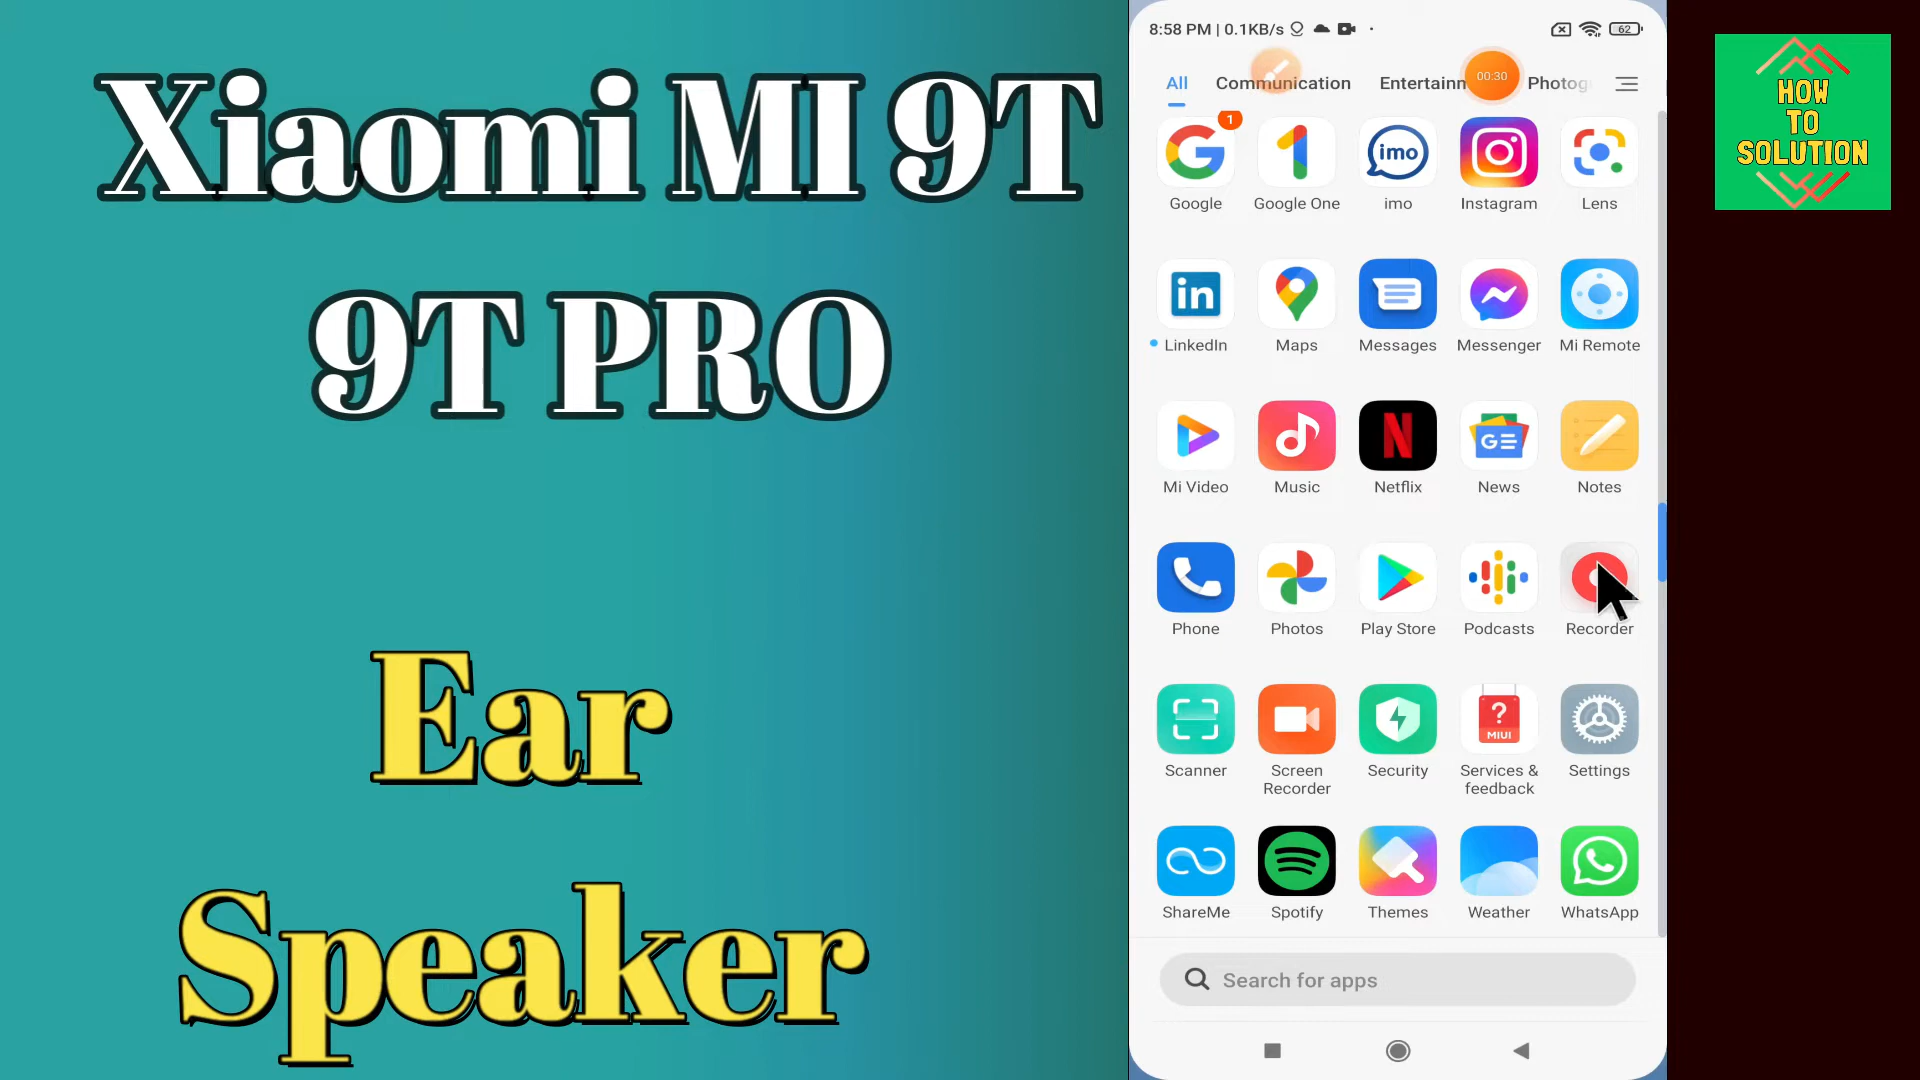 Xiaomi MI 9T
9T PRO
Ear
Speaker
8:58 PM | 0.1KB/s
62
All Communication Entertainn Photog
00:30
1
Google Google One imo Instagram Lens
imo
LinkedIn Maps Messages Messenger Mi Remote
in
Mi Video Music Netflix News Notes
GE
Phone Photos Play Store Podcasts Recorder
?
MIUI
Scanner Screen Recorder Security Services & feedback Settings
ShareMe Spotify Themes Weather WhatsApp
Search for apps
HOW
TO
SOLUTION